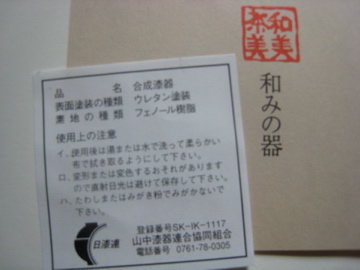 品　　　　名　合成漆器
表面塗装の種類　ウレタン塗装
素地の種類　フェノール樹脂
使用上の注意
イ、使用後は湯または水で洗って柔らかい
布で拭き取るようにして下さい。
ロ、変形または変色するおそれがあります
ので直射日光は避けて保存して下さい。
ハ、たわしまたはみがき粉でみがかないで
下さい。
日漆連
登録番号SK-IK-1117
山中漆器連合協同組合
電話番号　0761-78-0305
和美
和みの器